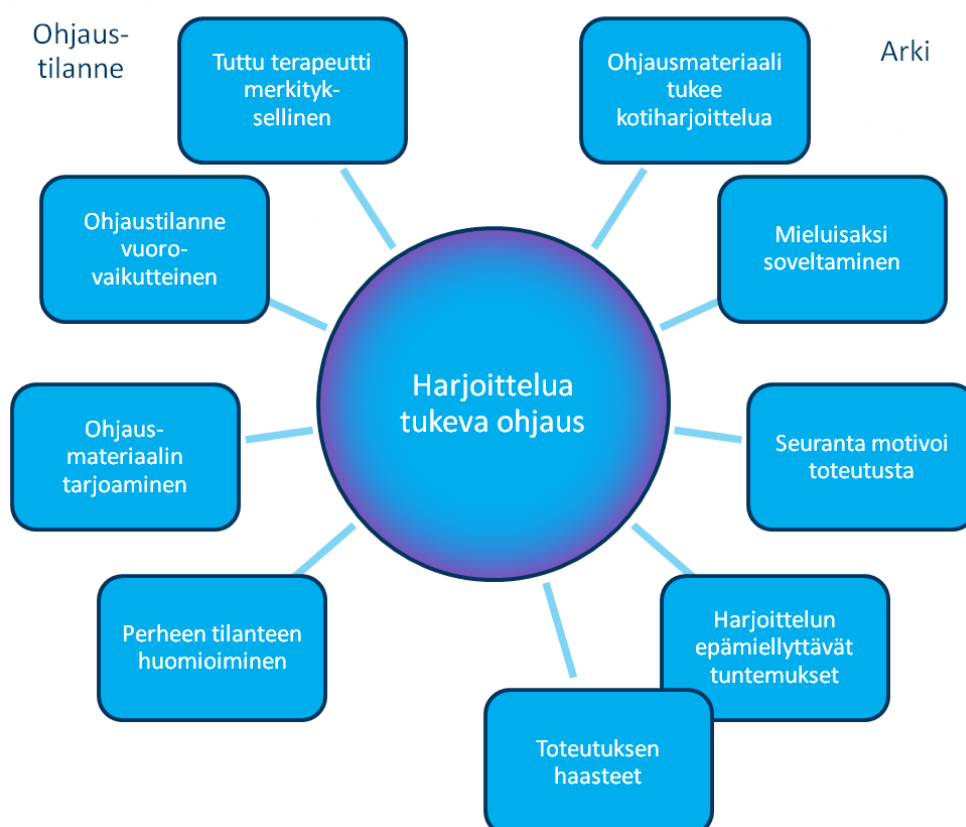 Ohjaus-
tilanne
Arki
Tuttu terapeutti
merkityk-
sellinen
Ohjausmateriaali
tukee
kotiharjoittelua
Ohjaustilanne
vuoro-
vaikutteinen
Mieluisaksi
soveltaminen
Harjoittelua
tukeva ohjaus
Ohjaus-
materiaalin
tarjoaminen
Seuranta motivoi
toteutusta
Perheen tilanteen
huomioiminen
Harjoittelun
epämiellyttävät
tuntemukset
Toteutuksen
haasteet